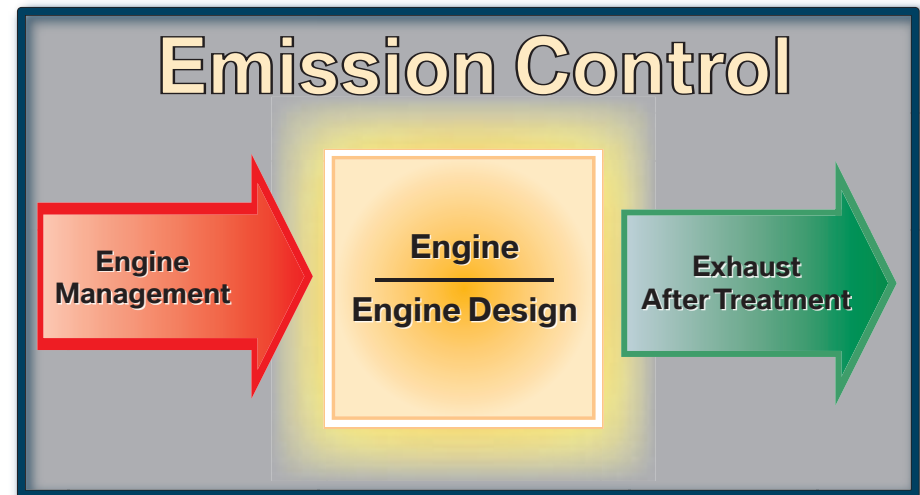 Emission Control
Engine
Management
Engine
Engine Design
Exhaust
After Treatment